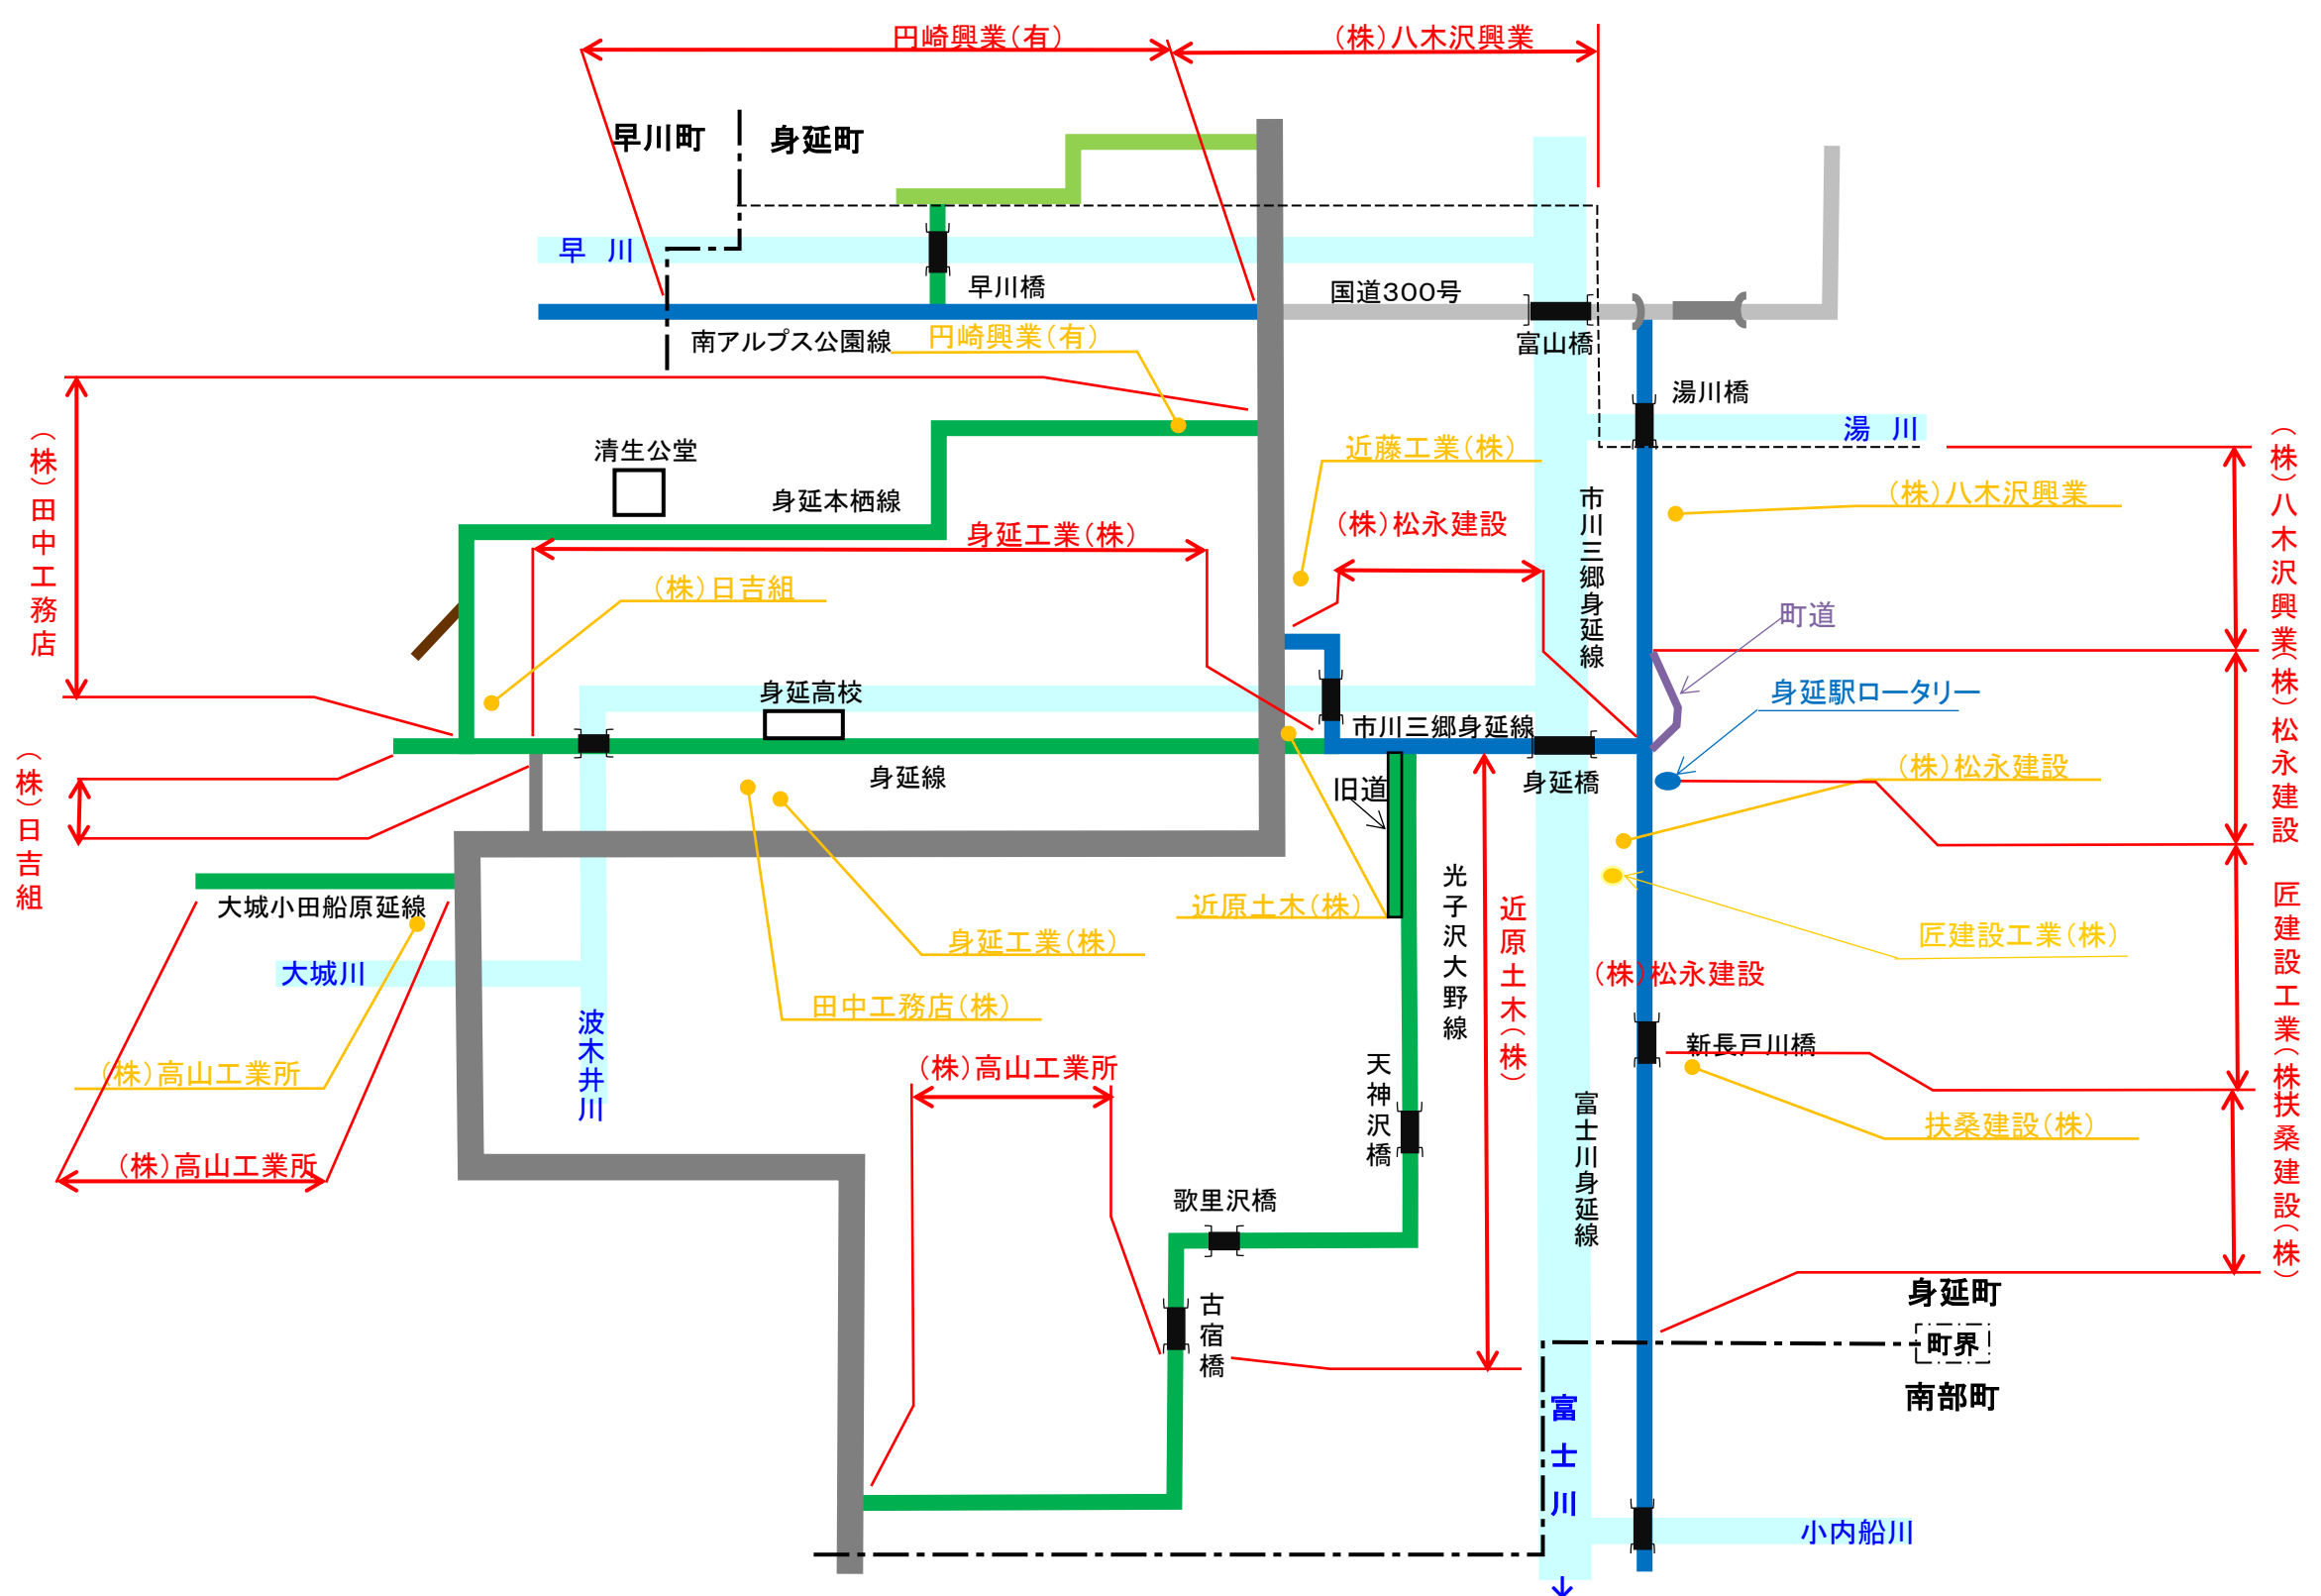 円崎興業(有)
(株)八木沢興業
早川町
身延町
早 川
早川橋
国道300号
南アルプス公園線
円崎興業(有)
富山橋
湯川橋
湯 川
(株)田中工務店
清生公堂
身延本栖線
近藤工業(株)
市川三郷身延線
(株)八木沢興業
(株)八木沢興業
身延工業(株)
(株)松永建設
(株)日吉組
町道
身延高校
身延駅ロータリー
(株)松永建設
市川三郷身延線
(株)日吉組
身延線
旧道
身延橋
(株)松永建設
大城小田船原延線
近原土木(株)
光子沢大野線
近原土木(株)
匠建設工業(株)
匠建設工業(株)
身延工業(株)
大城川
(株)松永建設
田中工務店(株)
波木井川
新長戸川橋
(株)高山工業所
(株)高山工業所
天神沢橋
富士川身延線
扶桑建設(株)
扶桑建設(株)
(株)高山工業所
歌里沢橋
古宿橋
身延町
町界
南部町
富士川
小内船川